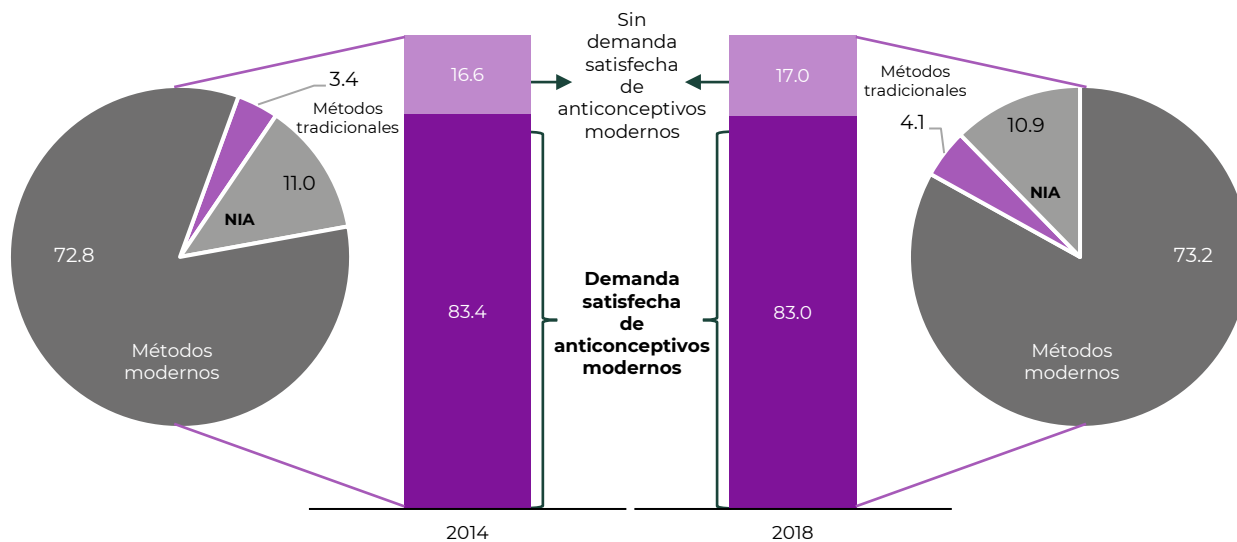 Sin
demanda
satisfecha
de
anticonceptivos
modernos
16.6
17.0
3.4
Métodos
tradicionales
Métodos
tradicionales
4.1
11.0
NIA
10.9
NIA
72.8
73.2
Demanda
satisfecha
de
anticonceptivos
modernos
83.4
83.0
Métodos
modernos
Métodos
modernos
2014
2018